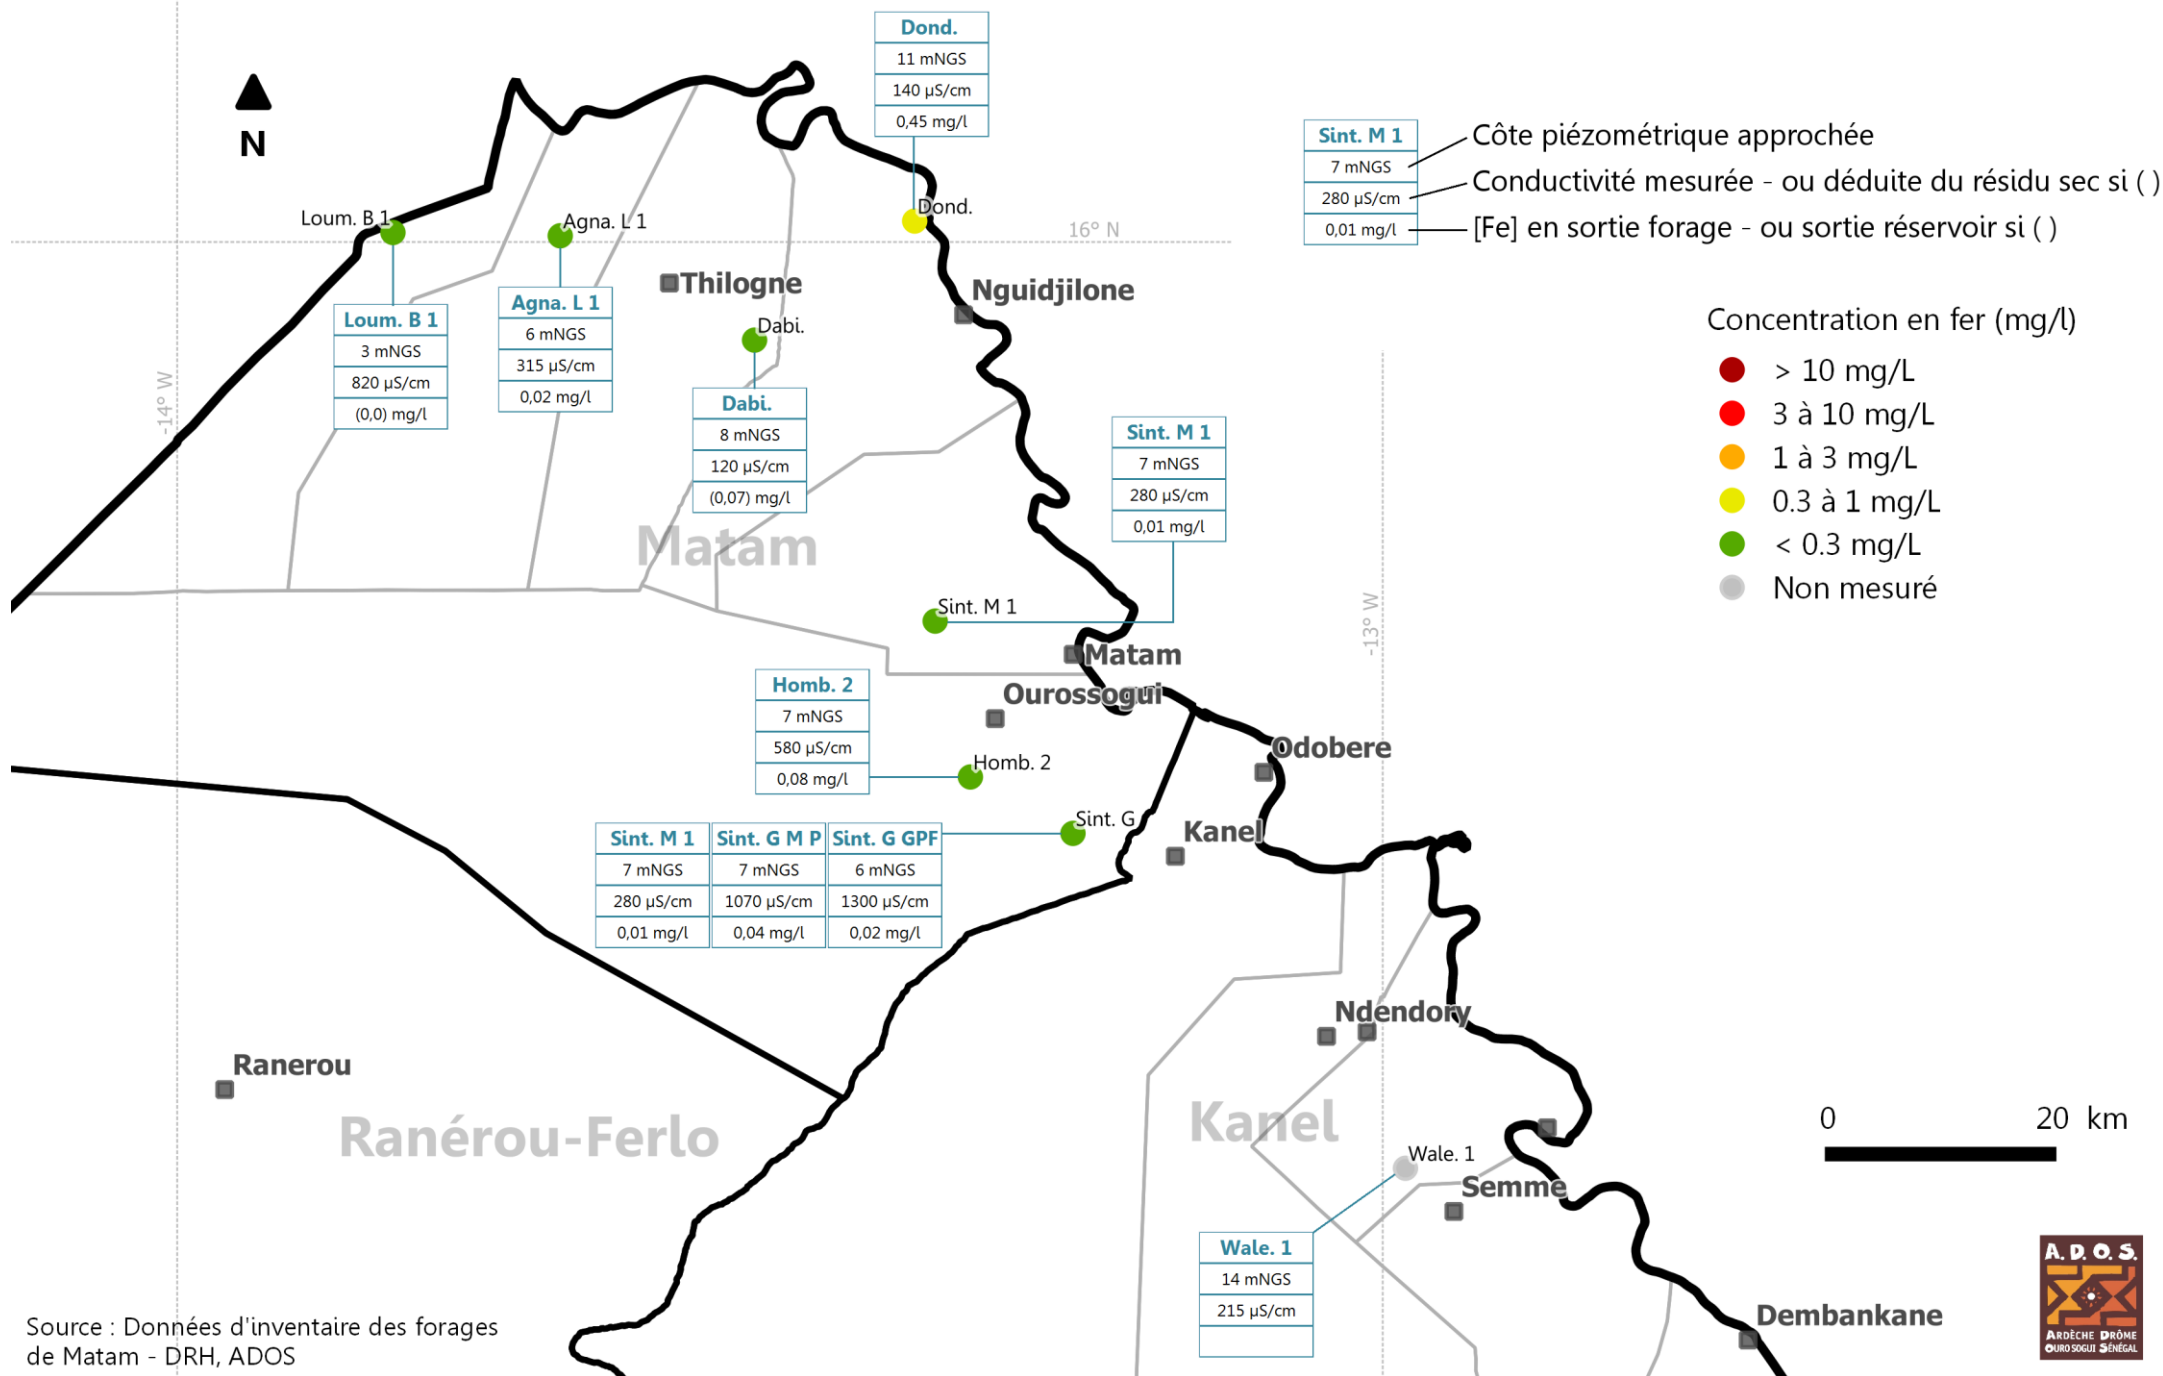 Dond.
11 mNGS
140 µS/cm
0,45 mg/l
N
Sint. M 1
7 mNGS
280 µS/cm
0,01 mg/l
Côte piézométrique approchée
Conductivité mesurée - ou déduite du résidu sec si ( )
[Fe] en sortie forage - ou sortie réservoir si ( )
Loum. B 1
Agna. L 1
Dond.
16° N
Thilogne
Nguidjilone
Loum. B 1
3 mNGS
820 µS/cm
(0,0) mg/l
Agna. L 1
6 mNGS
315 µS/cm
0,02 mg/l
Dabi.
Dabi.
8 mNGS
120 µS/cm
(0,07) mg/l
-14° W
Concentration en fer (mg/l)
> 10 mg/L
3 à 10 mg/L
1 à 3 mg/L
0.3 à 1 mg/L
< 0.3 mg/L
Non mesuré
Sint. M 1
7 mNGS
280 µS/cm
0,01 mg/l
Matam
Sint. M 1
-13° W
Matam
Ourossogui
Homb. 2
7 mNGS
580 µS/cm
0,08 mg/l
Homb. 2
Odobere
Sint. G
Kanel
Sint. M 1
7 mNGS
280 µS/cm
0,01 mg/l
Sint. G M P
7 mNGS
1070 µS/cm
0,04 mg/l
Sint. G GPF
6 mNGS
1300 µS/cm
0,02 mg/l
Ndendory
Ranerou
Ranérou-Ferlo
Kanel
0 20 km
Wale. 1
Semme
Wale. 1
14 mNGS
215 µS/cm
Dembankane
Source : Données d'inventaire des forages
de Matam - DRH, ADOS
A.D.O.S.
ARDÈCHE DRÔME
OUROSOGUI SÉNÉGAL